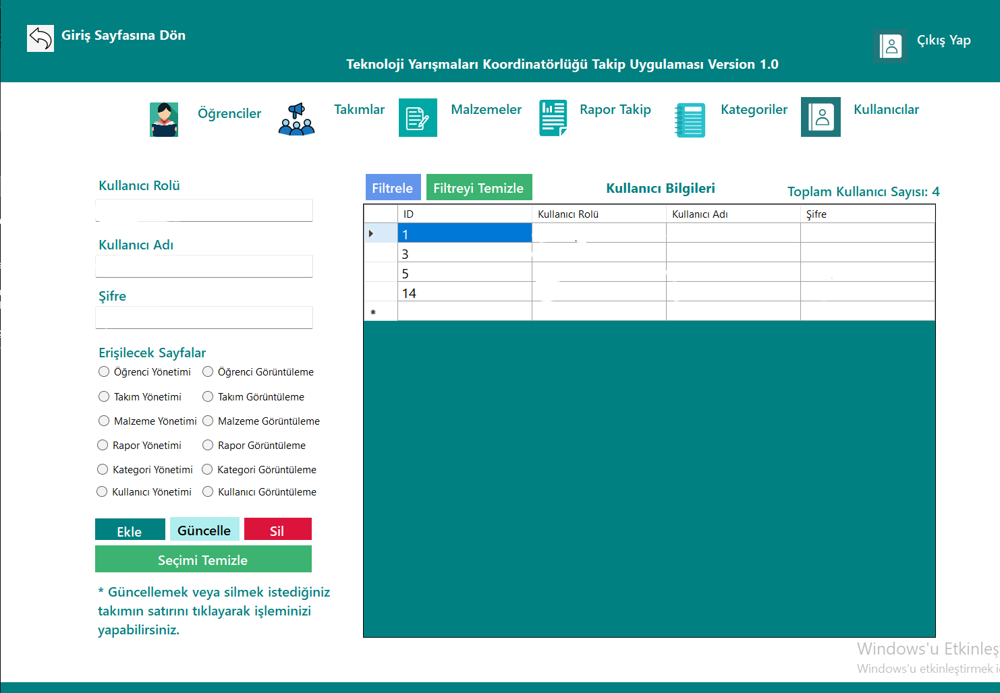 Giriş Sayfasına Dön
Çıkış Yap
Teknoloji Yarışmaları Koordinatörlüğü Takip Uygulaması Version 1.0
Öğrenciler
Takımlar
Malzemeler
Rapor Takip
Kategoriler
Kullanıcılar
Kullanıcı Rolü
Kullanıcı Adı
Şifre
Erişilecek Sayfalar
Öğrenci Yönetimi Öğrenci Görüntüleme
Takım Yönetimi Takım Görüntüleme
Malzeme Yönetimi Malzeme Görüntüleme
Rapor Yönetimi Rapor Görüntüleme
Kategori Yönetimi Kategori Görüntüleme
Kullanıcı Yönetimi Kullanıcı Görüntüleme
Ekle Güncelle Sil
Seçimi Temizle
* Güncellemek veya silmek istediğiniz
takımın satırını tıklayarak işleminizi
yapabilirsiniz.
Filtrele Filtreyi Temizle Kullanıcı Bilgileri Toplam Kullanıcı Sayısı: 4
ID Kullanıcı Rolü Kullanıcı Adı Şifre
1
3
5
14
Windows'u Etkinleş
Windows'u etkinleştirmek i